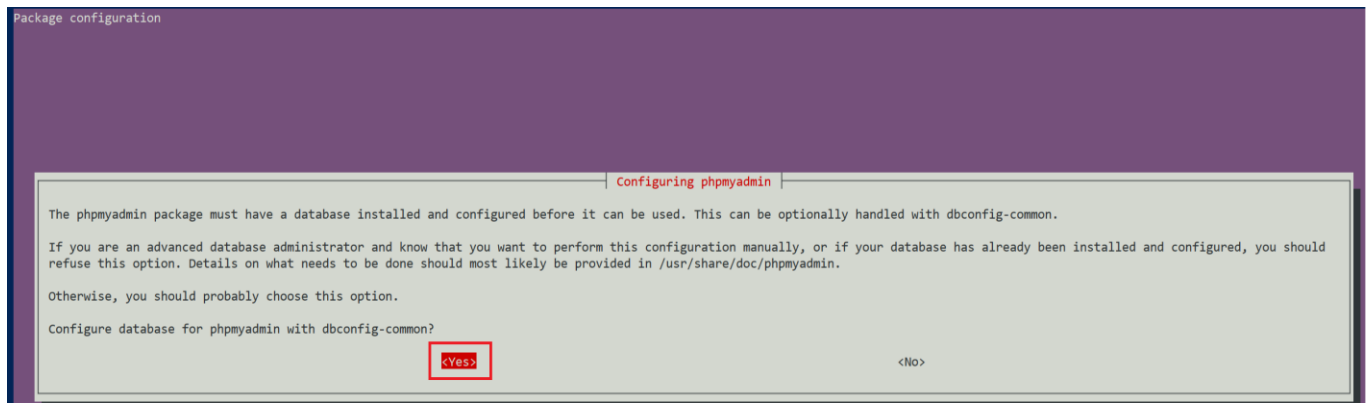 Package configuration
Configuring phpmyadmin
The phpmyadmin package must have a database installed and configured before it can be used. This can be optionally handled with dbconfig-common.
If you are an advanced database administrator and know that you want to perform this configuration manually, or if your database has already been installed and configured, you should
refuse this option. Details on what needs to be done should most likely be provided in /usr/share/doc/phpmyadmin.
Otherwise, you should probably choose this option.
Configure database for phpmyadmin with dbconfig-common?
<Yes> <No>